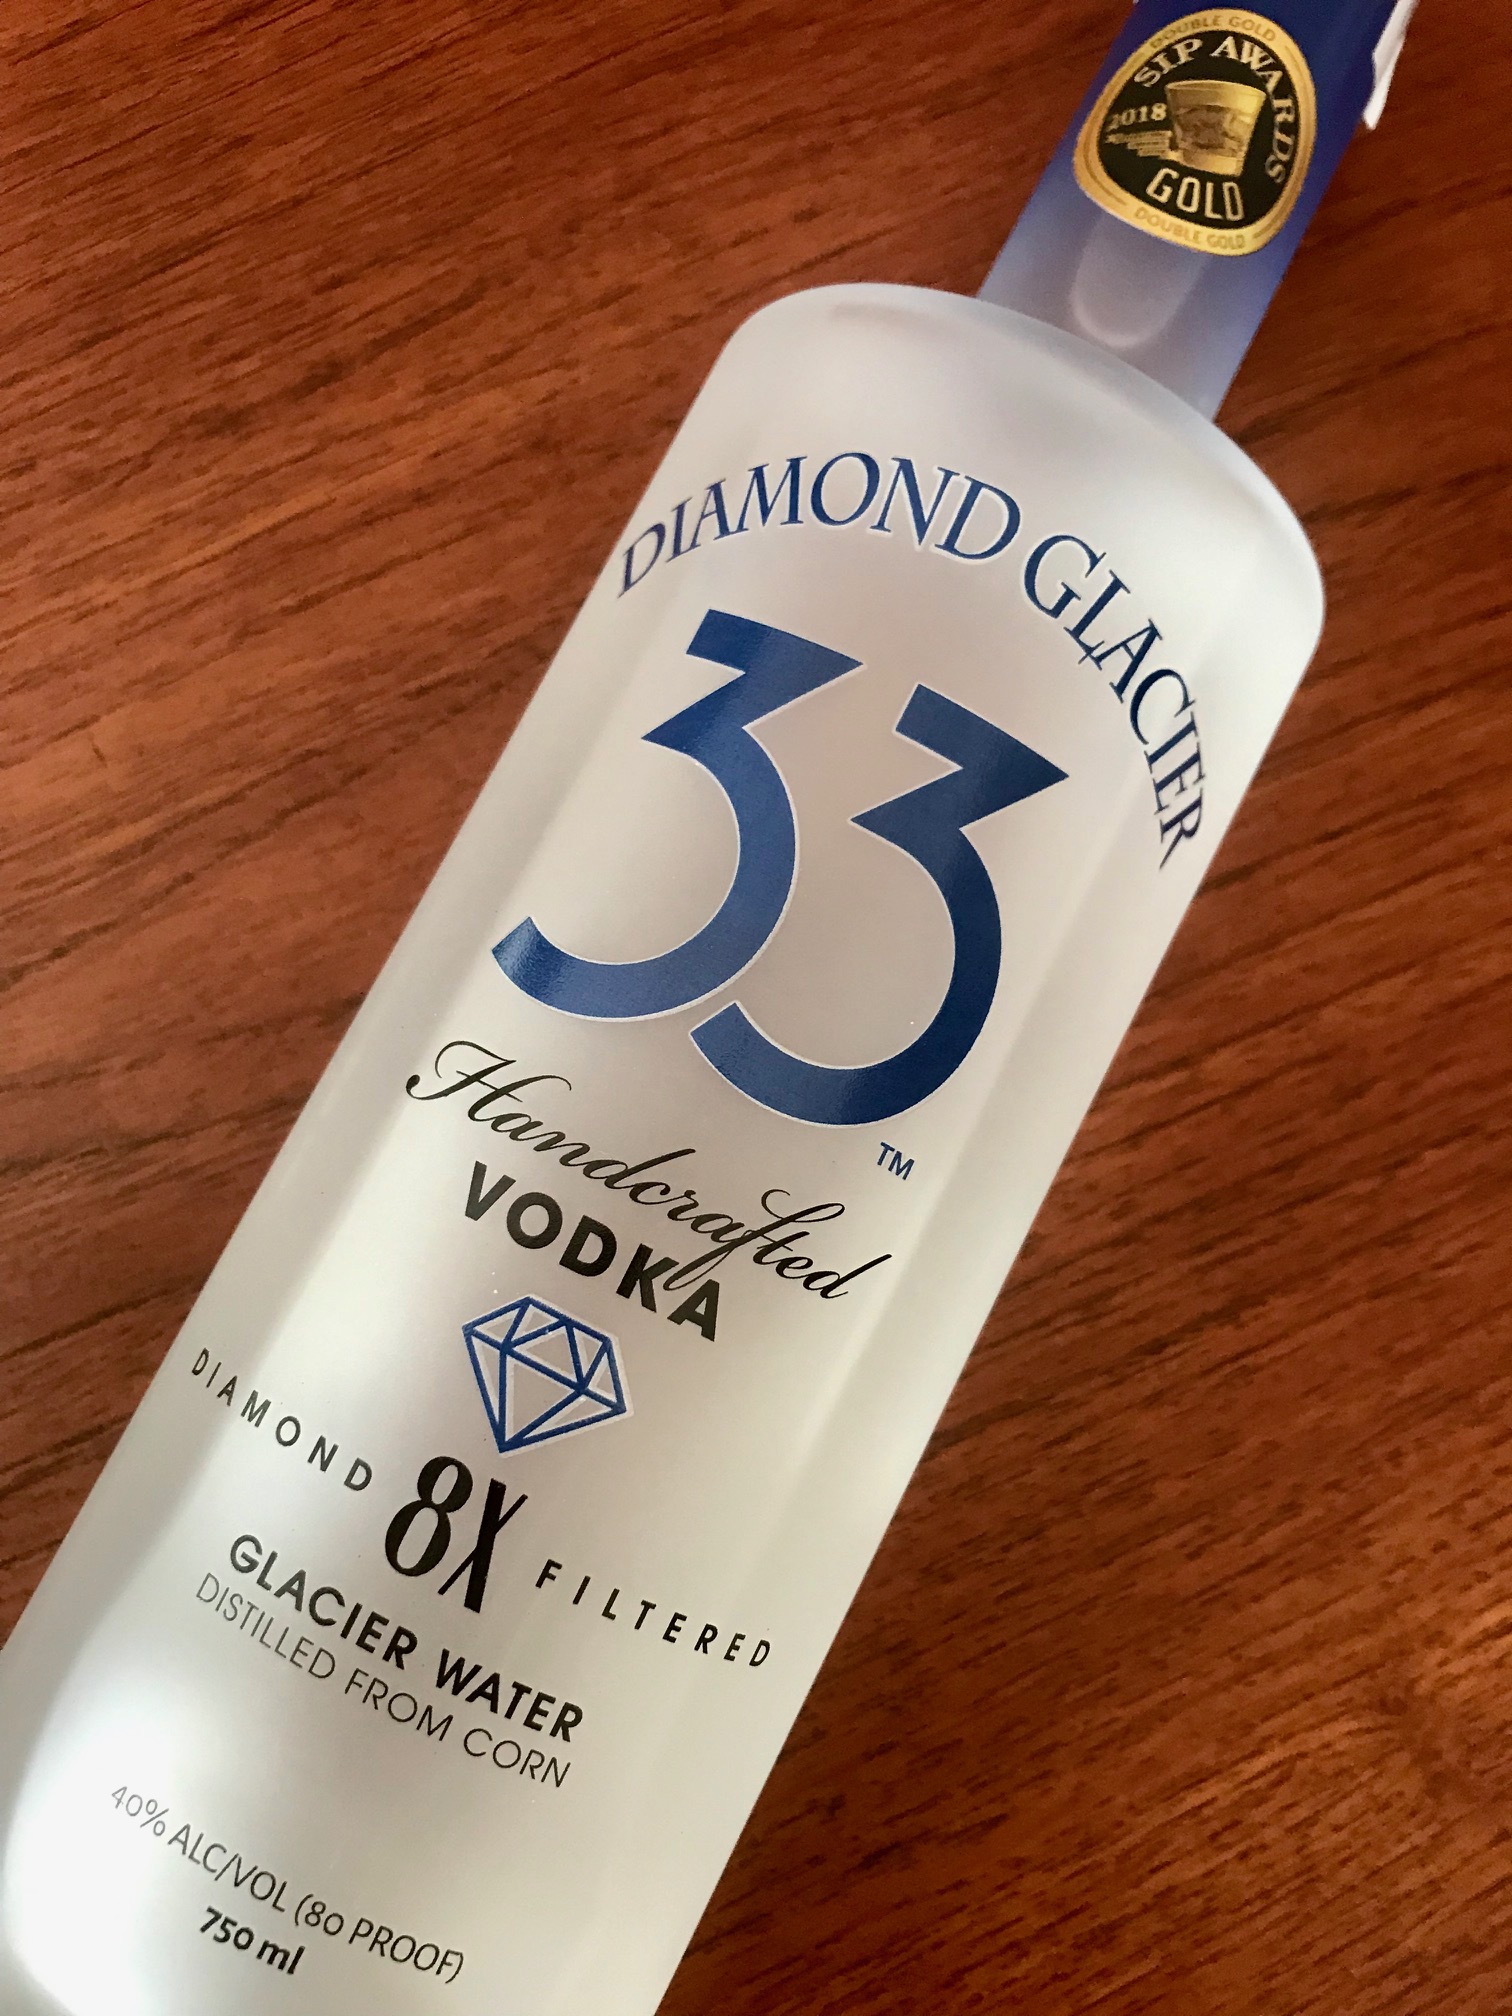 DOUBLE GOLD
SIP AWARDS
2018
GOLD
DOUBLE GOLD
DIAMOND GLACIER
33
TM
Handcrafted
VODKA
DIAMOND 8X FILTERED
GLACIER WATER
DISTILLED FROM CORN
40% ALC/VOL (80 PROOF)
750 ml